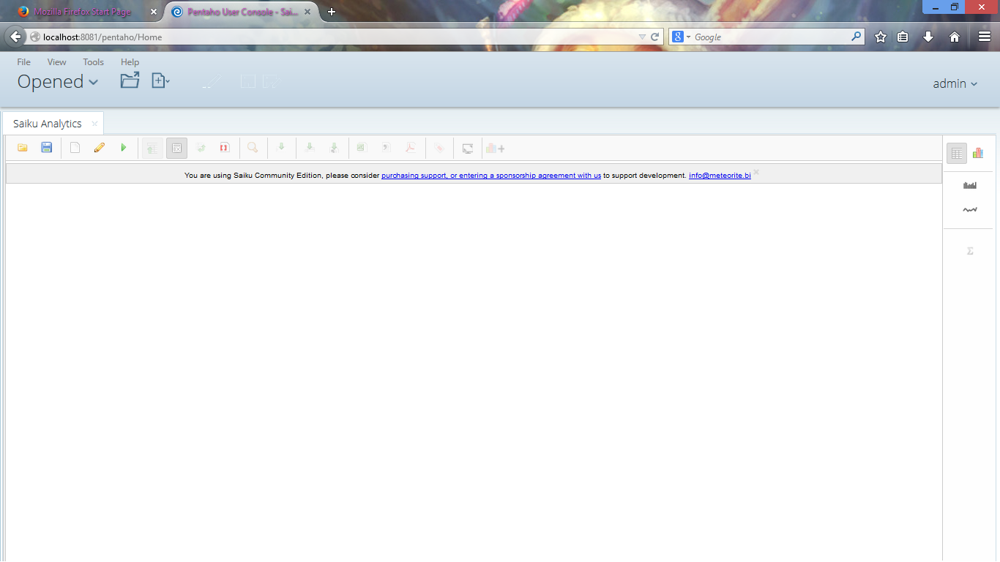 Mozilla Firefox Start Page
Pentaho User Console - Sai...
localhost:8081/pentaho/Home
Google
File View Tools Help
Opened
admin
Saiku Analytics
You are using Saiku Community Edition, please consider purchasing support, or entering a sponsorship agreement with us to support development. info@meteorite.bi